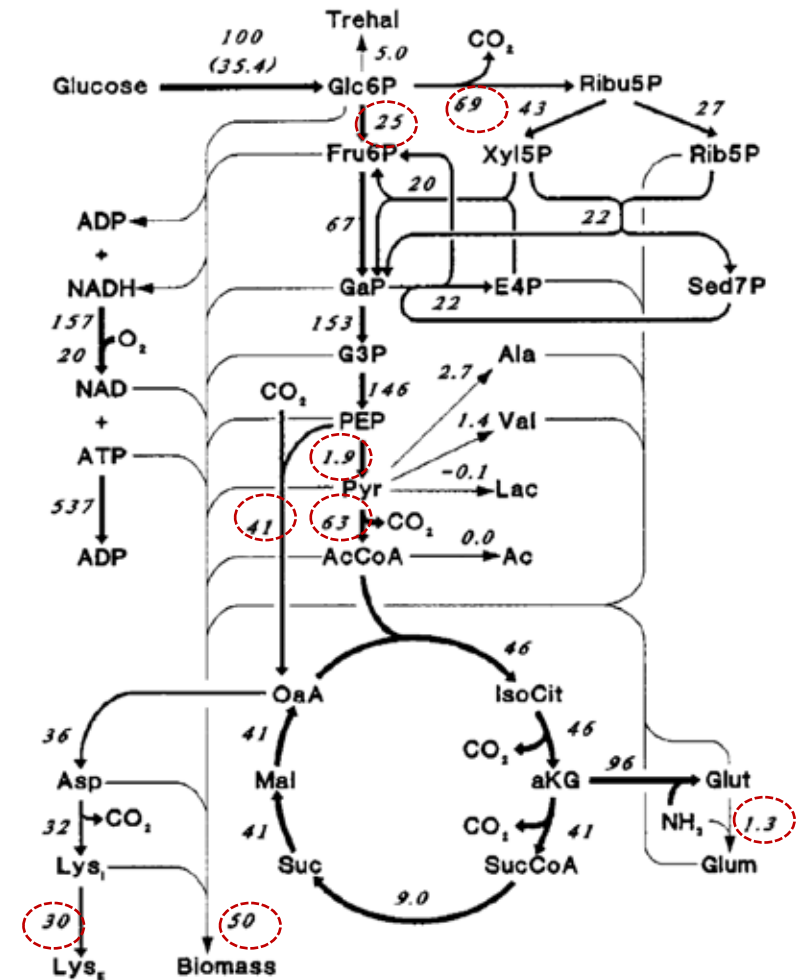 Trehal
100
CO2
5.0
(35.4)
Glucose
Glc6P
Ribu5P
69
43
27
25
Fru6P
Xyl5P
Rib5P
20
ADP
22
67
+
NADH
GaP
E4P
Sed7P
22
157
153
O2
20
G3P
Ala
2.7
NAD
CO2
146
+
PEP
1.4
Val
ATP
1.9
-0.1
Pyr
Lac
537
41
63
CO2
0.0
ADP
AcCoA
Ac
46
OaA
IsoCit
36
41
46
CO2
96
Asp
Mal
aKG
Glut
32
CO2
CO2
NH3
1.3
41
41
Lysi
Suc
SucCoA
Glum
9.0
30
50
LysE
Biomass